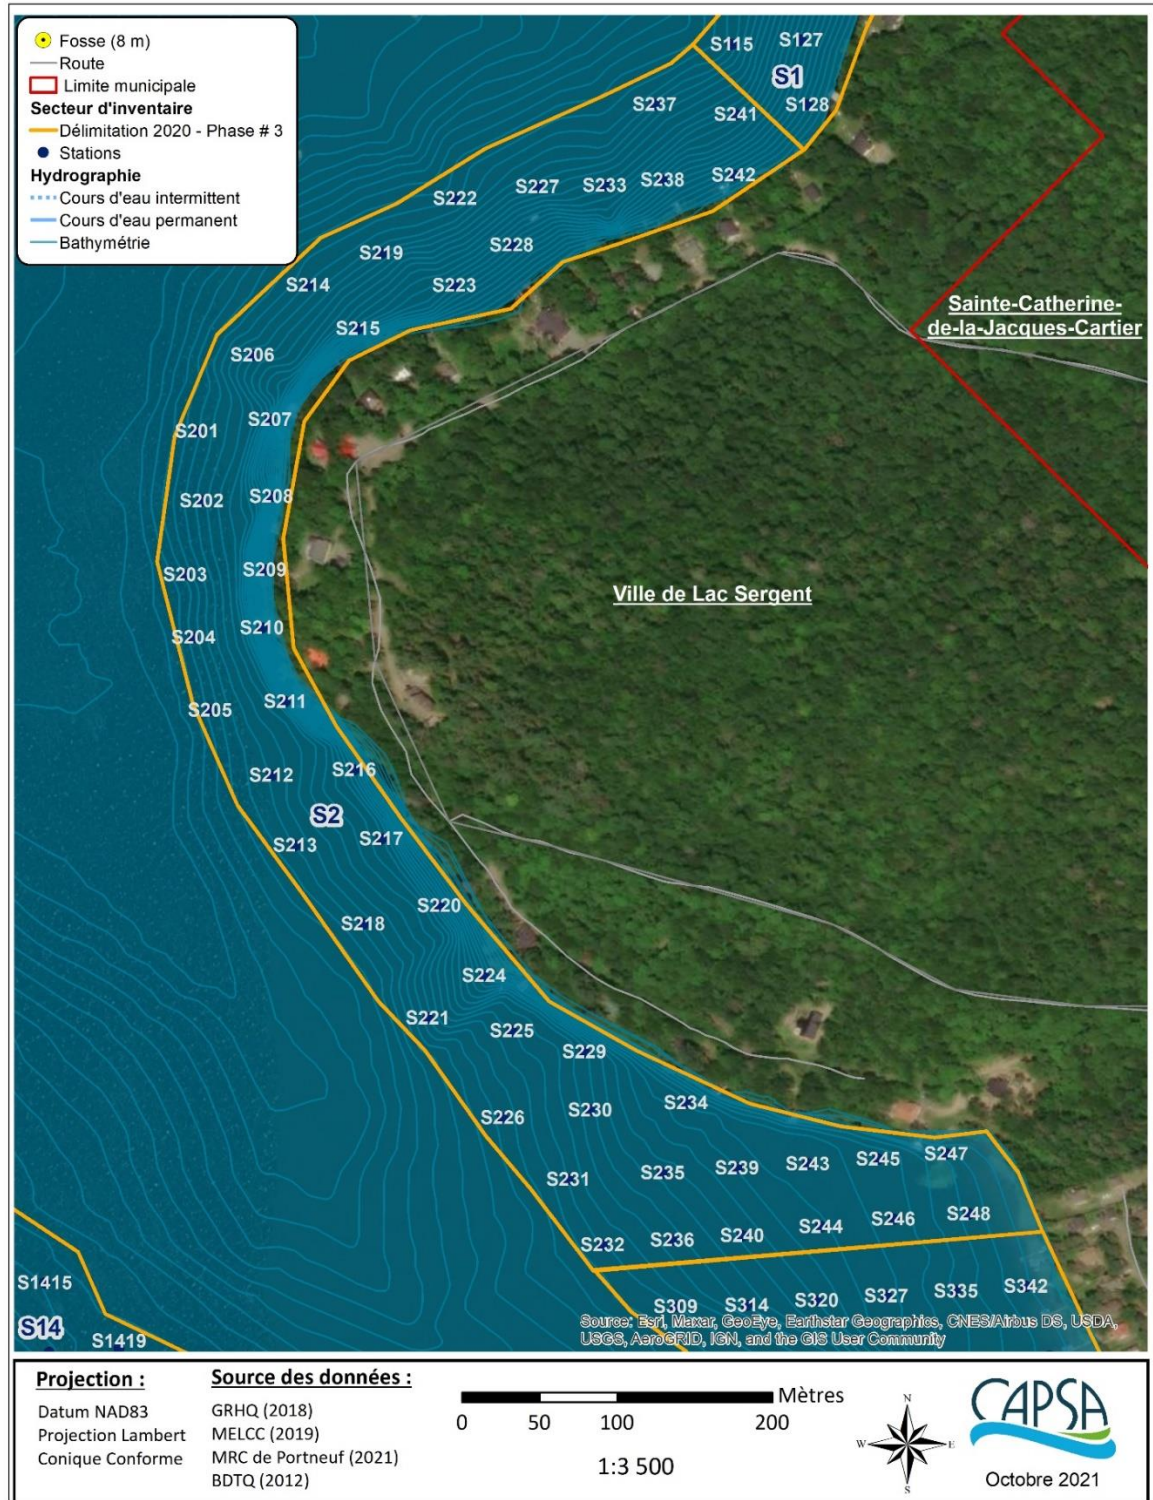 Fosse (8 m)
Route
Limite municipale
Secteur d'inventaire
Délimitation 2020 - Phase # 3
Stations
Hydrographie
Cours d'eau intermittent
Cours d'eau permanent
Bathymétrie
S115
S127
S1
S128
S237
S241
S222
S227
S233
S238
S242
S219
S228
S214
S223
S215
Sainte-Catherine-
de-la-Jacques-Cartier
S206
S201
S207
S202
S208
S203
S209
Ville de Lac Sergent
S204
S210
S205
S211
S212
S216
S2
S213
S217
S218
S220
S224
S221
S225
S229
S226
S230
S234
S231
S235
S239
S243
S245
S247
S232
S236
S240
S244
S246
S248
S1415
S309
S314
S320
S327
S335
S342
S14
S1419
Source: Esri, Maxar, GeoEye, Earthstar Geographics, CNES/Airbus DS, USDA,
USGS, AeroGRID, IGN, and the GIS User Community
Projection :
Datum NAD83
Projection Lambert
Conique Conforme
Source des données :
GRHQ (2018)
MELCC (2019)
MRC de Portneuf (2021)
BDTQ (2012)
Mètres
0 50 100 200
1:3 500
N
W E
S
CAPSA
Octobre 2021